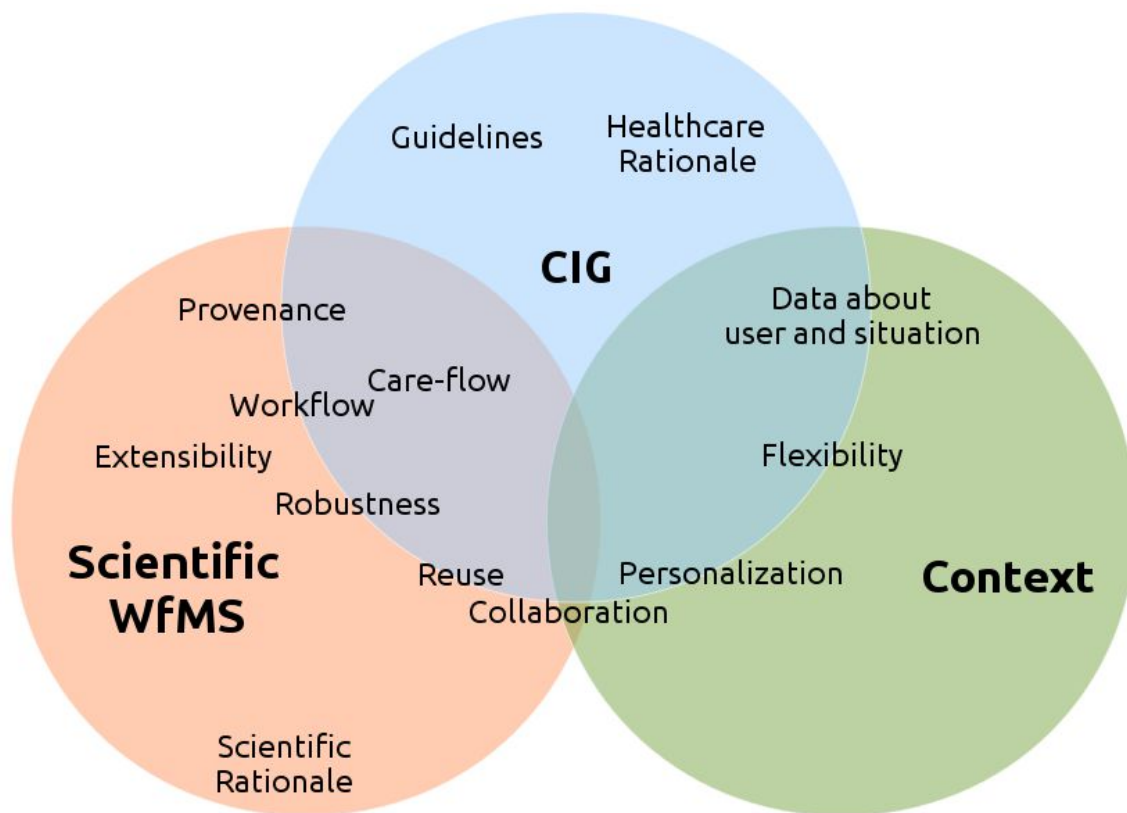 Guidelines
Healthcare
Rationale
CIG
Provenance
Data about
user and situation
Care-flow
Workflow
Extensibility
Flexibility
Robustness
Scientific
WfMS
Reuse
Personalization
Context
Collaboration
Scientific
Rationale